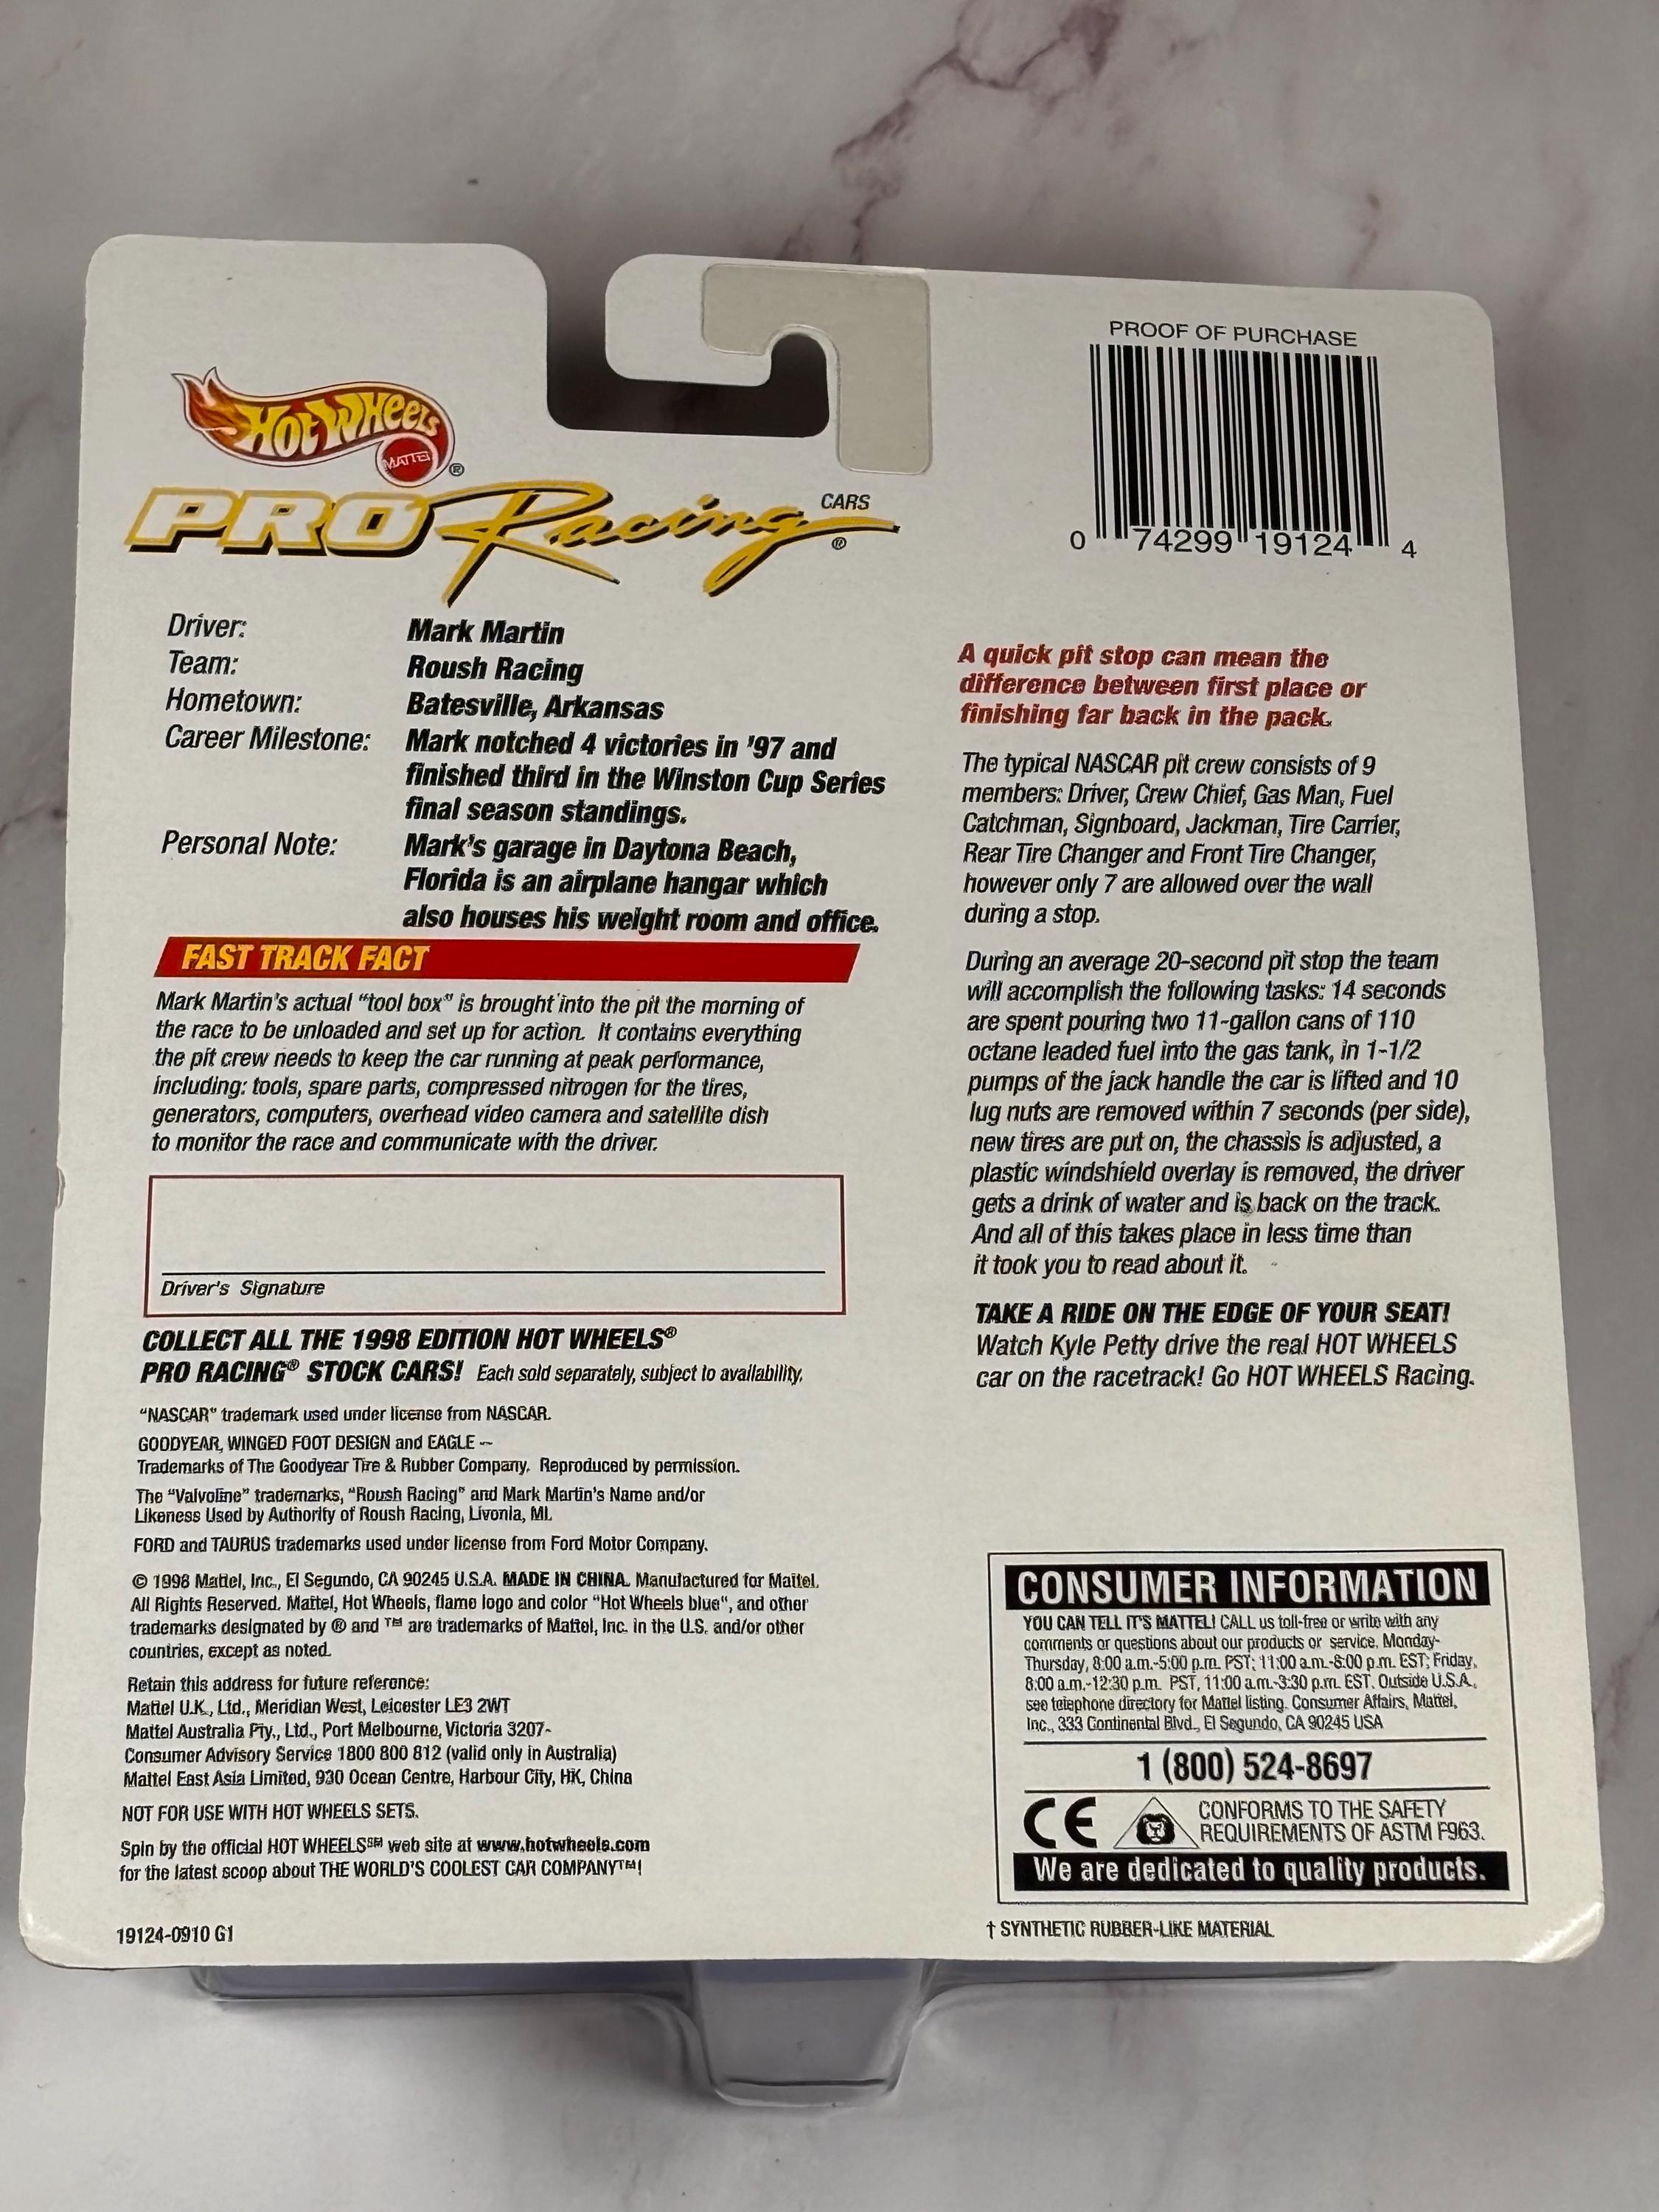 HOT WHEELS
MATTEL
®
PRO Racing CARS
®
Driver: Mark Martin
Team: Roush Racing
Hometown: Batesville, Arkansas
Career Milestone: Mark notched 4 victories in '97 and
finished third in the Winston Cup Series
final season standings.
Personal Note: Mark's garage in Daytona Beach,
Florida is an airplane hangar which
also houses his weight room and office.
FAST TRACK FACT
Mark Martin's actual "tool box" is brought into the pit the morning of
the race to be unloaded and set up for action. It contains everything
the pit crew needs to keep the car running at peak performance,
including: tools, spare parts, compressed nitrogen for the tires,
generators, computers, overhead video camera and satellite dish
to monitor the race and communicate with the driver.
Driver's Signature
COLLECT ALL THE 1998 EDITION HOT WHEELS®
PRO RACING® STOCK CARS! Each sold separately, subject to availability.
"NASCAR" trademark used under license from NASCAR.
GOODYEAR, WINGED FOOT DESIGN and EAGLE --
Trademarks of The Goodyear Tire & Rubber Company. Reproduced by permission.
The "Valvoline" trademarks, "Roush Racing" and Mark Martin's Name and/or
Likeness Used by Authority of Roush Racing, Livonia, MI.
FORD and TAURUS trademarks used under license from Ford Motor Company.
© 1998 Mattel, Inc., El Segundo, CA 90245 U.S.A. MADE IN CHINA. Manufactured for Mattel.
All Rights Reserved. Mattel, Hot Wheels, flame logo and color "Hot Wheels blue", and other
trademarks designated by ® and ™ are trademarks of Mattel, Inc. in the U.S. and/or other
countries, except as noted.
Retain this address for future reference:
Mattel U.K., Ltd., Meridian West, Leicester LE3 2WT
Mattel Australia Pty., Ltd., Port Melbourne, Victoria 3207-
Consumer Advisory Service 1800 800 812 (valid only in Australia)
Mattel East Asia Limited, 930 Ocean Centre, Harbour City, HK, China
NOT FOR USE WITH HOT WHEELS SETS.
Spin by the official HOT WHEELS℠ web site at www.hotwheels.com
for the latest scoop about THE WORLD'S COOLEST CAR COMPANY™!
19124-0910 G1
PROOF OF PURCHASE
0 74299 19124 4
A quick pit stop can mean the
difference between first place or
finishing far back in the pack.
The typical NASCAR pit crew consists of 9
members: Driver, Crew Chief, Gas Man, Fuel
Catchman, Signboard, Jackman, Tire Carrier,
Rear Tire Changer and Front Tire Changer,
however only 7 are allowed over the wall
during a stop.
During an average 20-second pit stop the team
will accomplish the following tasks: 14 seconds
are spent pouring two 11-gallon cans of 110
octane leaded fuel into the gas tank, in 1-1/2
pumps of the jack handle the car is lifted and 10
lug nuts are removed within 7 seconds (per side),
new tires are put on, the chassis is adjusted, a
plastic windshield overlay is removed, the driver
gets a drink of water and is back on the track.
And all of this takes place in less time than
it took you to read about it.
TAKE A RIDE ON THE EDGE OF YOUR SEAT!
Watch Kyle Petty drive the real HOT WHEELS
car on the racetrack! Go HOT WHEELS Racing.
CONSUMER INFORMATION
YOU CAN TELL IT'S MATTEL! CALL us toll-free or write with any
comments or questions about our products or service, Monday-
Thursday, 8:00 a.m.-5:00 p.m. PST; 11:00 a.m.-8:00 p.m. EST; Friday,
8:00 a.m.-12:30 p.m. PST, 11:00 a.m.-3:30 p.m. EST. Outside U.S.A.,
see telephone directory for Mattel listing. Consumer Affairs, Mattel,
Inc., 333 Continental Blvd., El Segundo, CA 90245 USA
1 (800) 524-8697
CE
CONFORMS TO THE SAFETY
REQUIREMENTS OF ASTM F963.
We are dedicated to quality products.
† SYNTHETIC RUBBER-LIKE MATERIAL